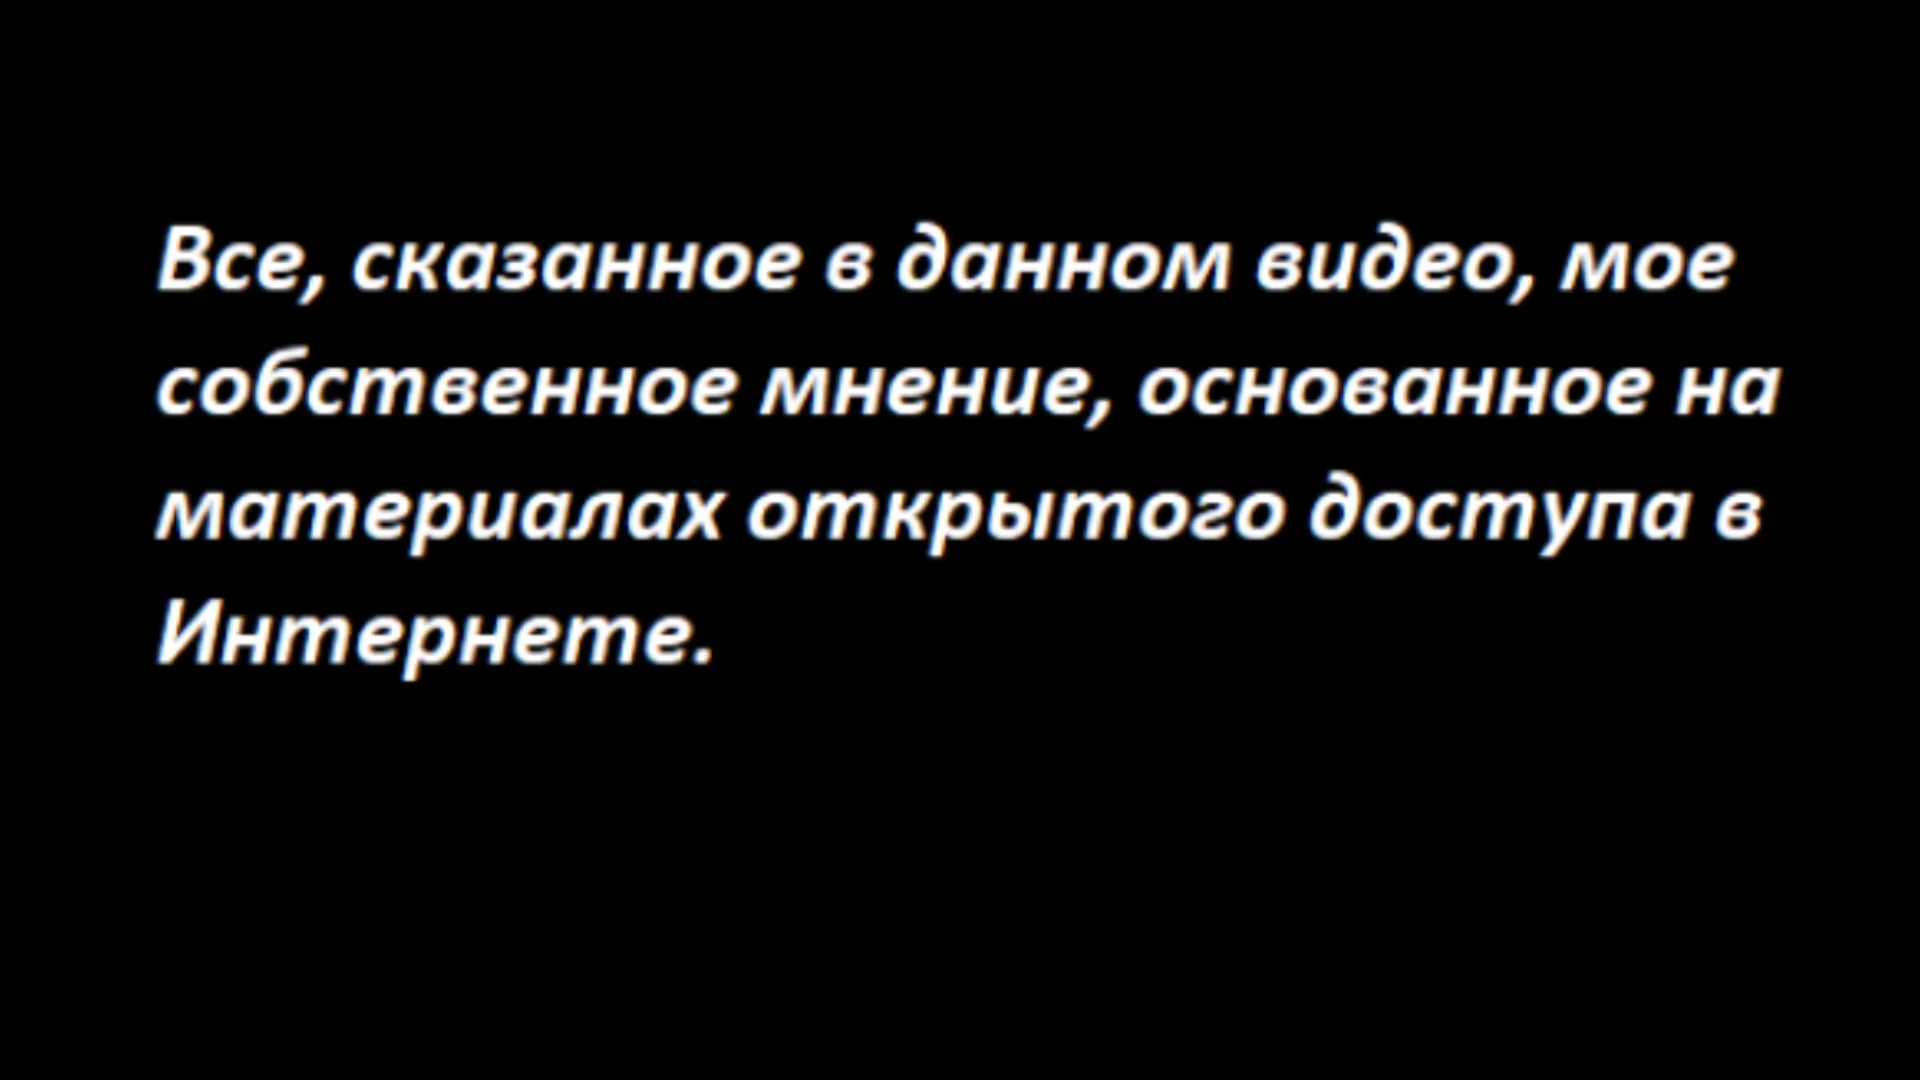 Все, сказанное в данном видео, мое
собственное мнение, основанное на
материалах открытого доступа в
Интернете.